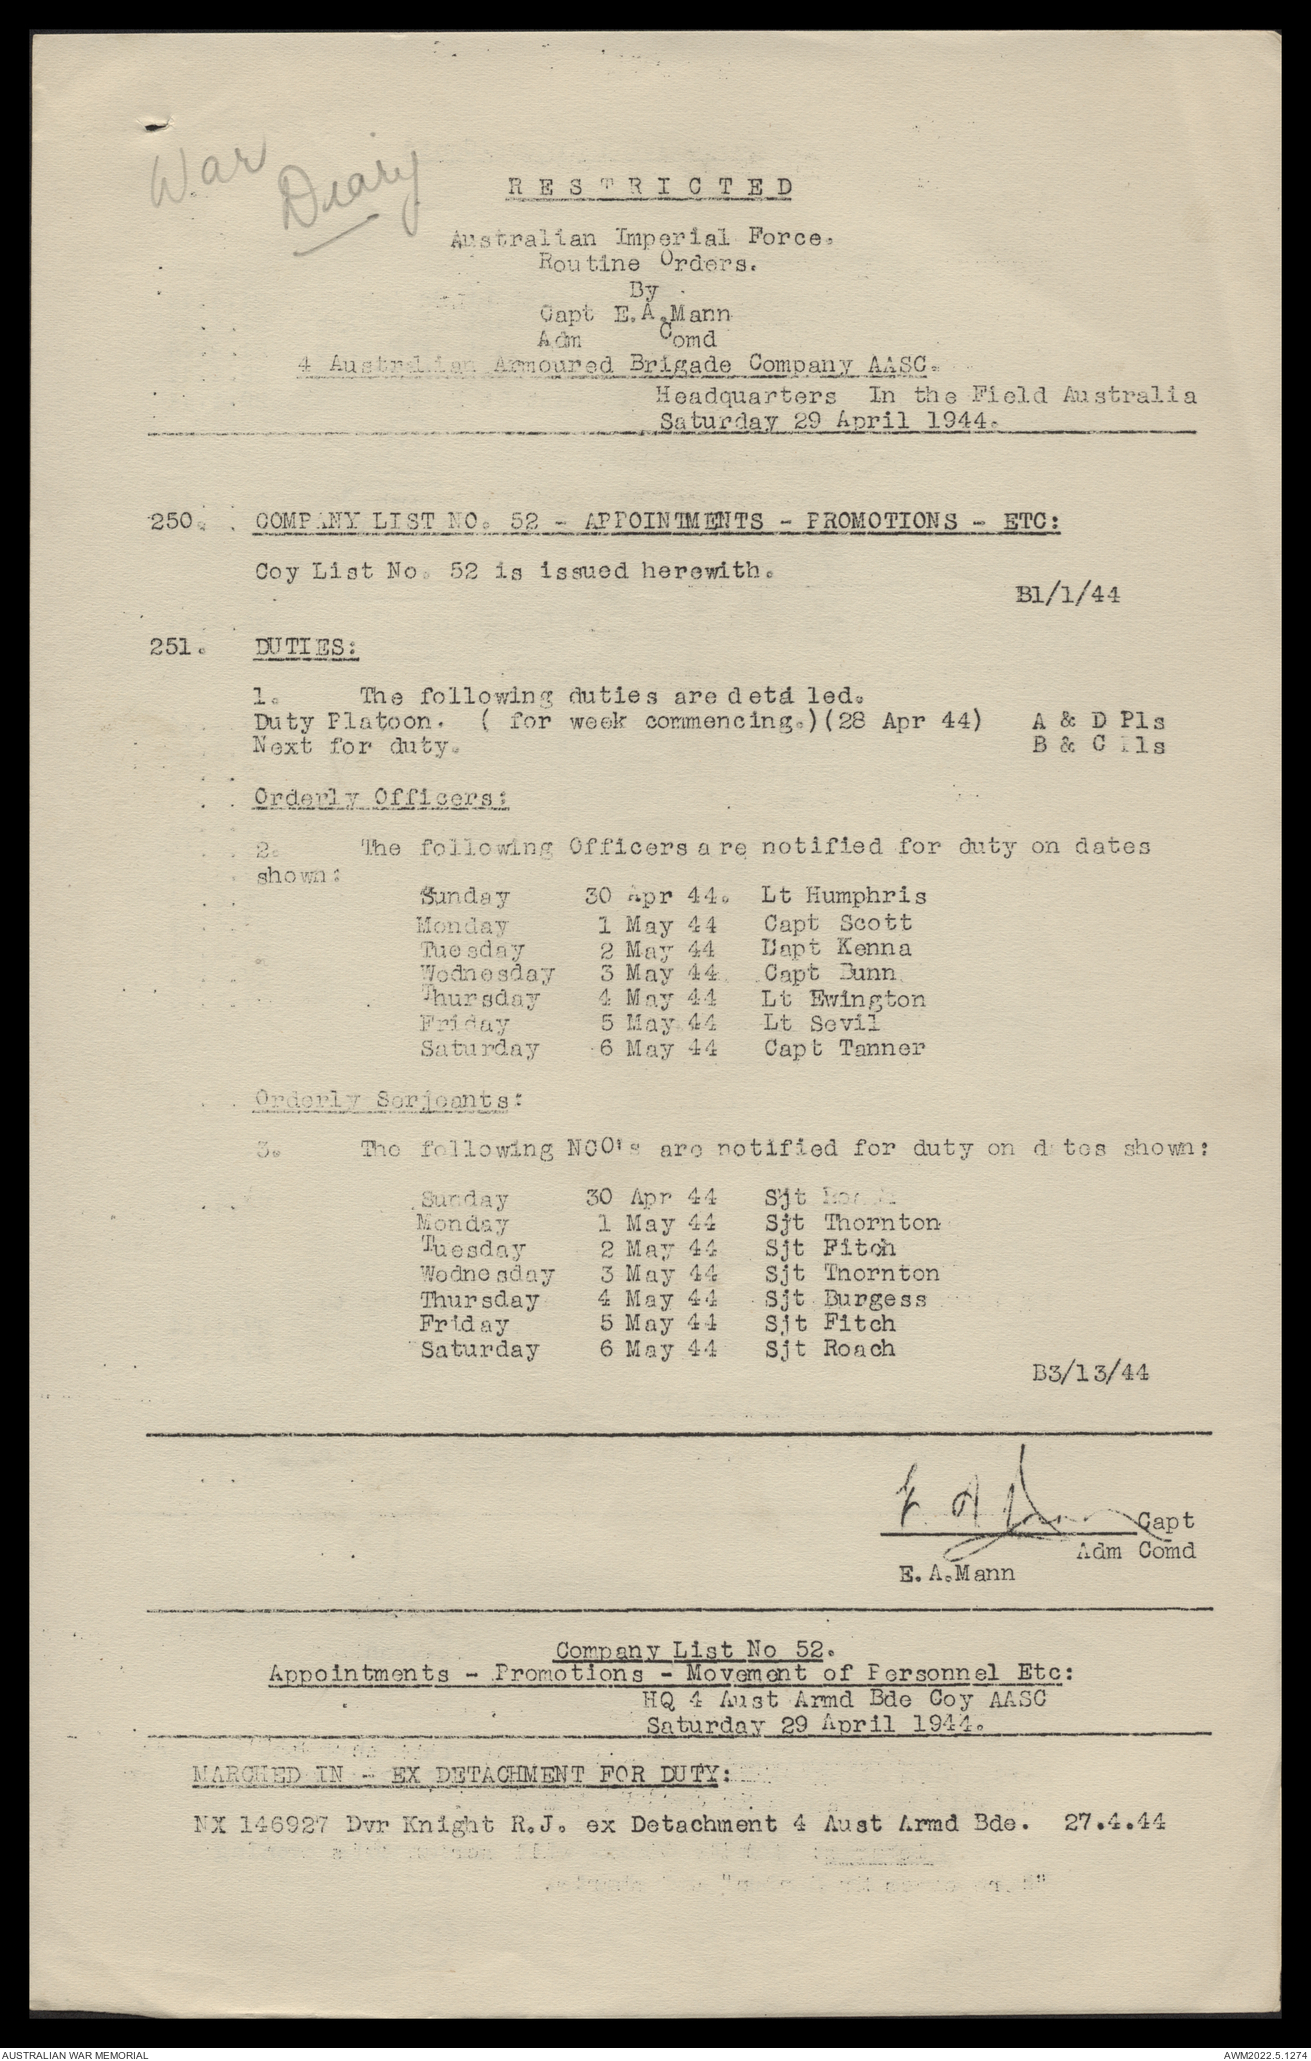 War
Diary
RESTRICTED
Australian Imperial Force.
Routine Orders.
By
Capt E.A.Mann
Adm Comd
4 Australian Armoured Brigade Company AASC.
Headquarters In the Field Australia
Saturday 29 April 1944.
250. COMPANY LIST NO. 52 - APPOINTMENTS - PROMOTIONS - ETC:
Coy List No. 52 is issued herewith.
B1/1/44
251. DUTIES:
1. The following duties are detailed.
Duty Platoon. ( for week commencing.)(28 Apr 44) A & D Pls
Next for duty. B & C Pls
Orderly Officers:
2. The following Officers are notified for duty on dates
shown:
Sunday 30 Apr 44. Lt Humphris
Monday 1 May 44 Capt Scott
Tuesday 2 May 44 Capt Kenna
Wednesday 3 May 44 Capt Dunn
Thursday 4 May 44 Lt Ewington
Friday 5 May 44 Lt Sevil
Saturday 6 May 44 Capt Tanner
Orderly Serjeants:
3. The following NCO's are notified for duty on dates shown:
Sunday 30 Apr 44 Sjt
Monday 1 May 44 Sjt Thornton
Tuesday 2 May 44 Sjt Fitch
Wednesday 3 May 44 Sjt Thornton
Thursday 4 May 44 Sjt Burgess
Friday 5 May 44 Sjt Fitch
Saturday 6 May 44 Sjt Roach
B3/13/44
E A Mann Capt
Adm Comd
E.A.Mann
Company List No 52.
Appointments - Promotions - Movement of Personnel Etc:
HQ 4 Aust Armd Bde Coy AASC
Saturday 29 April 1944.
MARCHED IN - EX DETACHMENT FOR DUTY:
NX 146927 Dvr Knight R.J. ex Detachment 4 Aust Armd Bde. 27.4.44
AUSTRALIAN WAR MEMORIAL
AWM2022.5.1274